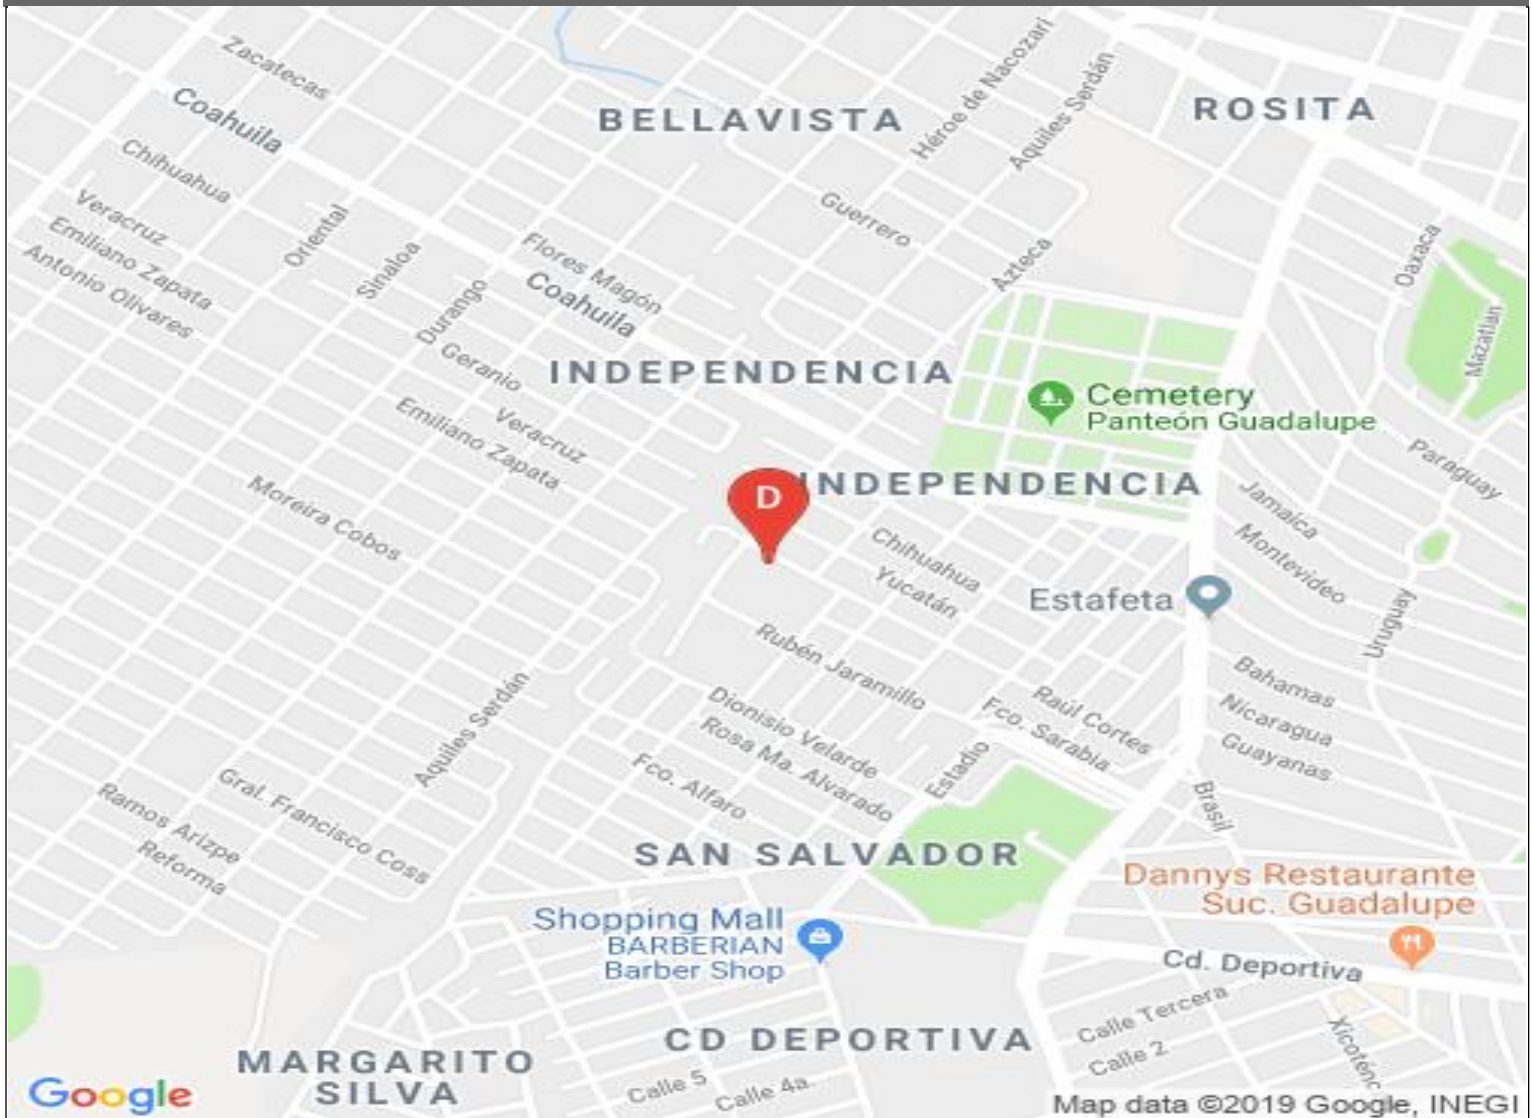 Zacatecas
Coahuila
Chihuahua
Veracruz
Emiliano Zapata
Antonio Olivares
Oriental
Sinaloa
Durango
Geranio
Flores Magón
Coahuila
BELLAVISTA
Héroe de Nacozari
Aquiles Serdán
Guerrero
Azteca
ROSITA
Oaxaca
Mazatlan
INDEPENDENCIA
Cemetery
Panteón Guadalupe
Veracruz
Emiliano Zapata
Moreira Cobos
D
INDEPENDENCIA
Paraguay
Jamaica
Montevideo
Chihuahua
Yucatán
Estafeta
Uruguay
Rubén Jaramillo
Bahamas
Nicaragua
Guayanas
Raúl Cortes
Fco. Sarabia
Dionisio Velarde
Rosa Ma. Alvarado
Fco. Alfaro
Estadio
Aquiles Serdán
Gral. Francisco Coss
Ramos Arizpe
Reforma
Brasil
SAN SALVADOR
Dannys Restaurante
Suc. Guadalupe
Shopping Mall
BARBERIAN
Barber Shop
Cd. Deportiva
Calle Tercera
Calle 2
Xicoténc
CD DEPORTIVA
MARGARITO
SILVA
Calle 5
Calle 4a.
Google
Map data ©2019 Google, INEGI